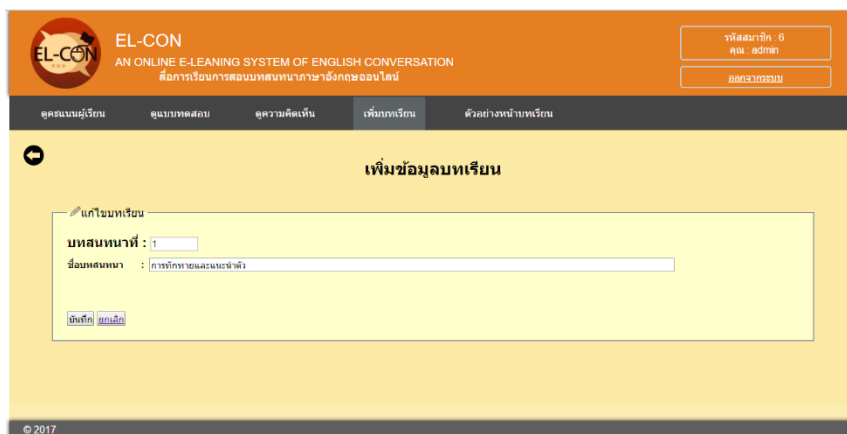 EL-CON
EL-CON
AN ONLINE E-LEANING SYSTEM OF ENGLISH CONVERSATION
สื่อการเรียนการสอนบทสนทนาภาษาอังกฤษออนไลน์
รหัสสมาชิก : 6
คุณ : admin
ออกจากระบบ
ดูคะแนนผู้เรียน ดูแบบทดสอบ ดูความคิดเห็น เพิ่มบทเรียน ตัวอย่างหน้าบทเรียน
เพิ่มข้อมูลบทเรียน
แก้ไขบทเรียน
บทสนทนาที่ : 1
ชื่อบทสนทนา : การทักทายและแนะนำตัว
บันทึก ยกเลิก
© 2017